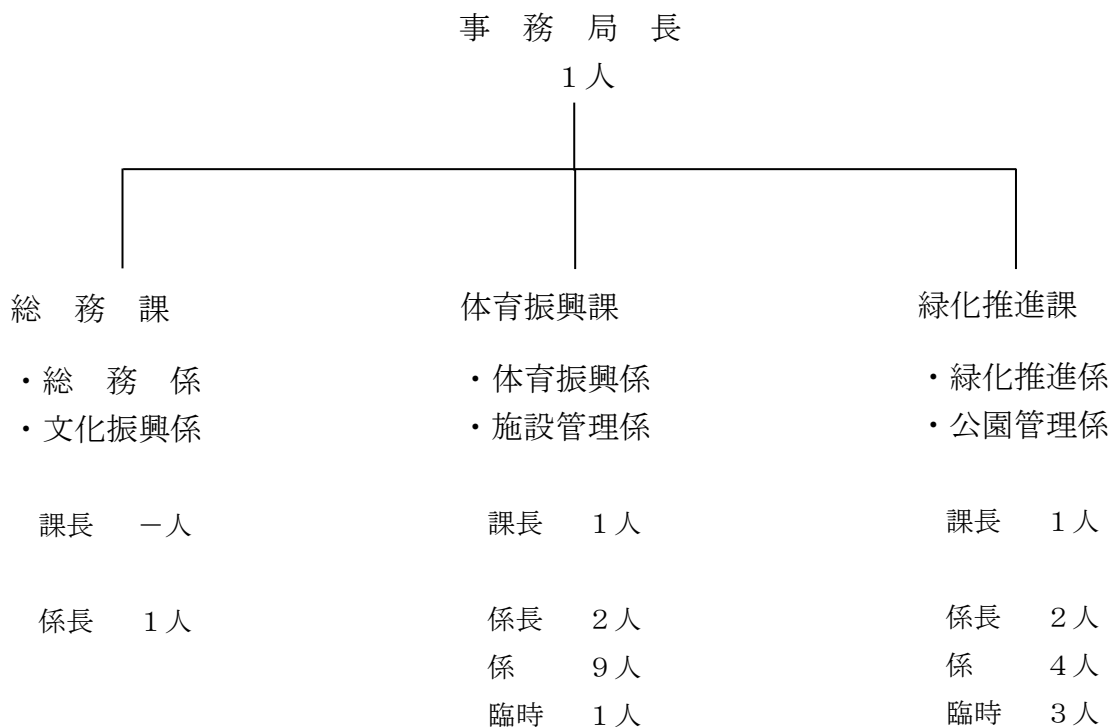 事　務　局　長
１人
総　務　課
・総　務　係
・文化振興係
課長　－人
係長　１人
体育振興課
・体育振興係
・施設管理係
課長　１人
係長　２人
係　９人
臨時　１人
緑化推進課
・緑化推進係
・公園管理係
課長　１人
係長　２人
係　４人
臨時　３人